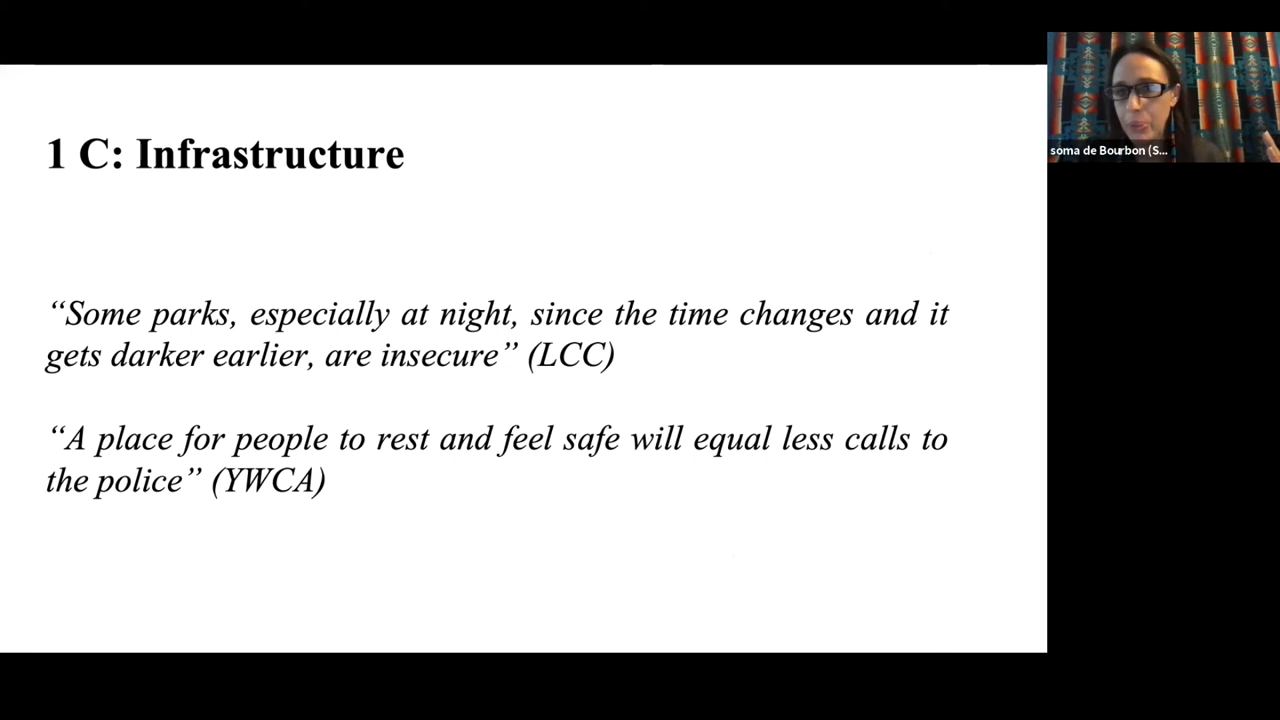 1 C: Infrastructure
“Some parks, especially at night, since the time changes and it
gets darker earlier, are insecure” (LCC)
“A place for people to rest and feel safe will equal less calls to
the police” (YWCA)
soma de Bourbon (S...